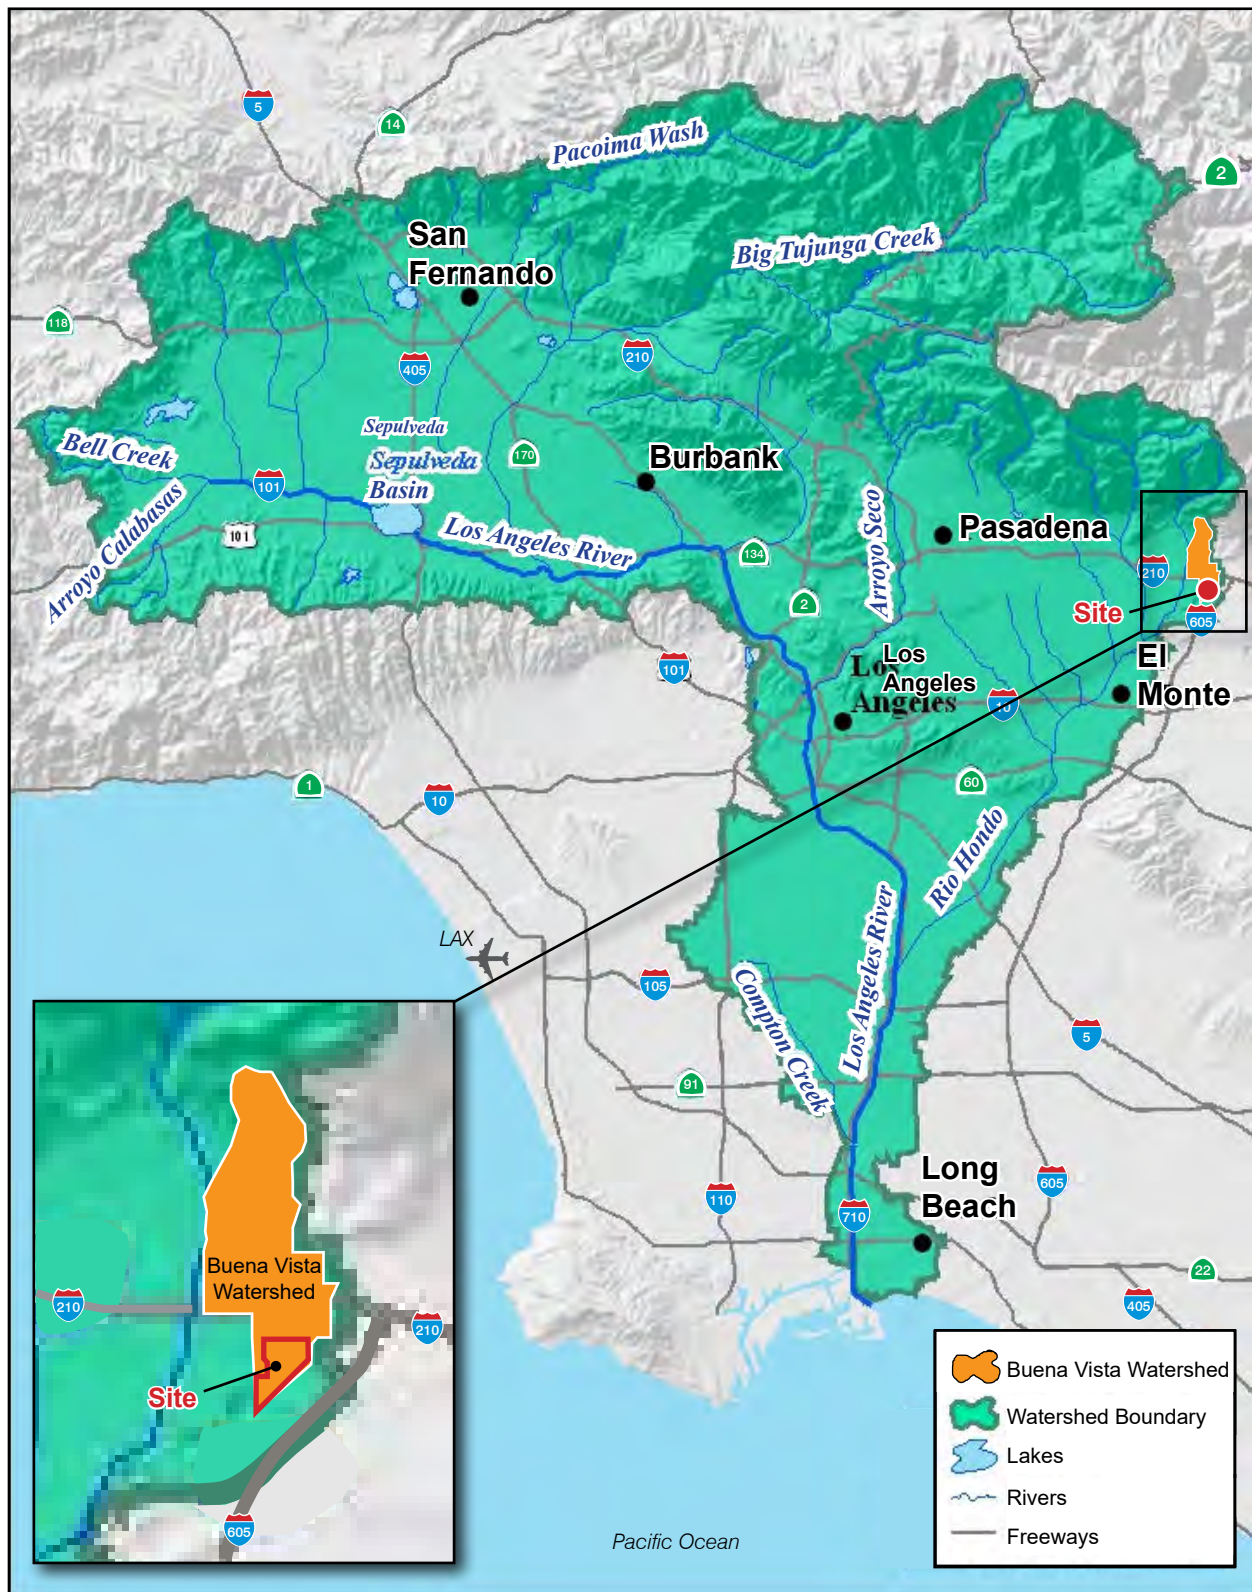 5
14
Pacoima Wash
2
San
Fernando
Big Tujunga Creek
118
405
210
Sepulveda
Sepulveda
Basin
170
Burbank
Bell Creek
101
Arroyo Calabasas
101
Los Angeles River
134
Arroyo Seco
Pasadena
210
2
Site
605
101
Los
Angeles
Los
Angeles
El
Monte
10
1
10
60
Rio Hondo
LAX
105
Compton Creek
Los Angeles River
5
91
Long
Beach
605
110
710
22
405
Buena Vista
Watershed
210
210
Site
605
Pacific Ocean
Buena Vista Watershed
Watershed Boundary
Lakes
Rivers
Freeways